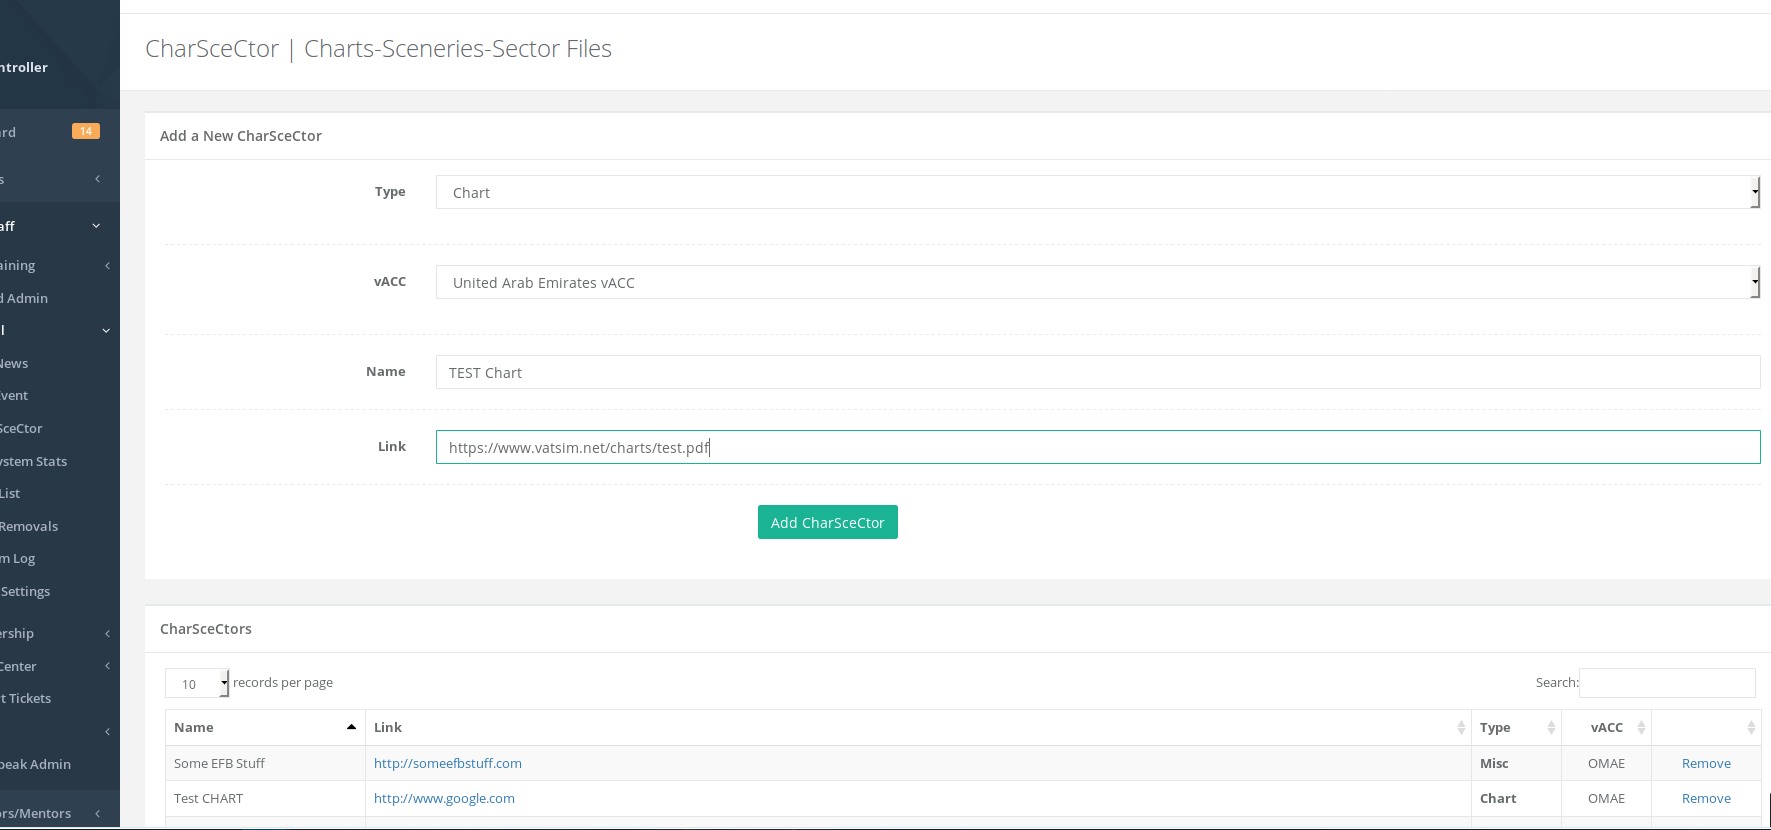 CharSceCtor | Charts-Sceneries-Sector Files
ntroller
ard 14
s
aff
aining
d Admin
l
News
Event
SceCtor
ystem Stats
List
Removals
m Log
Settings
ership
Center
t Tickets
peak Admin
ors/Mentors
Add a New CharSceCtor
Type Chart
vACC United Arab Emirates vACC
Name TEST Chart
Link https://www.vatsim.net/charts/test.pdf
Add CharSceCtor
CharSceCtors
10 records per page Search:
Name Link Type vACC
Some EFB Stuff http://someefbstuff.com Misc OMAE Remove
Test CHART http://www.google.com Chart OMAE Remove